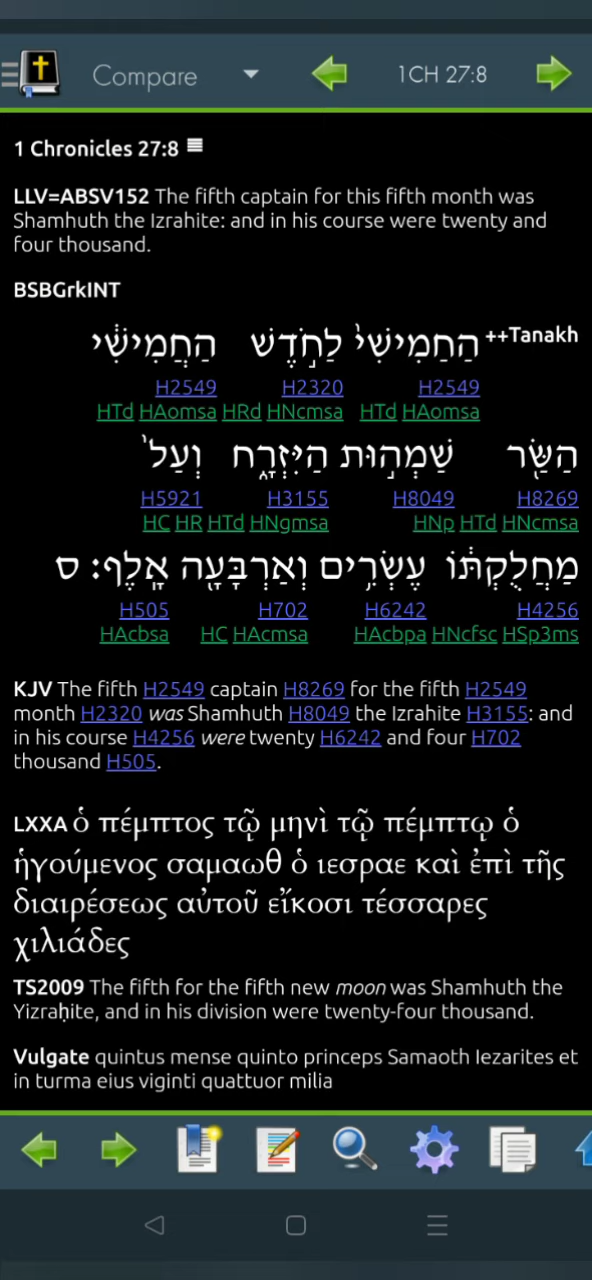 Compare
1CH 27:8
1 Chronicles 27:8
LLV=ABSV152 The fifth captain for this fifth month was
Shamhuth the Izrahite: and in his course were twenty and
four thousand.
BSBGrkINT
++Tanakh הַחַמִישִׁי֙ לַחֹ֣דֶשׁ הַחֲמִישִׁ֔י
H2549 H2320 H2549
HTd HAomsa HRd HNcmsa HTd HAomsa
הַשַּׂ֖ר שַׁמְה֣וּת הַיִּזְרָ֑ח וְעַל֙
H5921 H3155 H8049 H8269
HC HR HTd HNgmsa HNp HTd HNcmsa
מַחֲלֻקְתּ֔וֹ עֶשְׂרִ֥ים וְאַרְבָּעָ֖ה אָֽלֶף׃ ס
H505 H702 H6242 H4256
HAcbsa HC HAcmsa HAcbpa HNcfsc HSp3ms
KJV The fifth H2549 captain H8269 for the fifth H2549
month H2320 was Shamhuth H8049 the Izrahite H3155: and
in his course H4256 were twenty H6242 and four H702
thousand H505.
LXXA ὁ πέμπτος τῷ μηνὶ τῷ πέμπτῳ ὁ
ἡγούμενος σαμαωθ ὁ ιεσραε καὶ ἐπὶ τῆς
διαιρέσεως αὐτοῦ εἴκοσι τέσσαρες
χιλιάδες
TS2009 The fifth for the fifth new moon was Shamhuth the
Yizraḥite, and in his division were twenty-four thousand.
Vulgate quintus mense quinto princeps Samaoth Iezarites et
in turma eius viginti quattuor milia